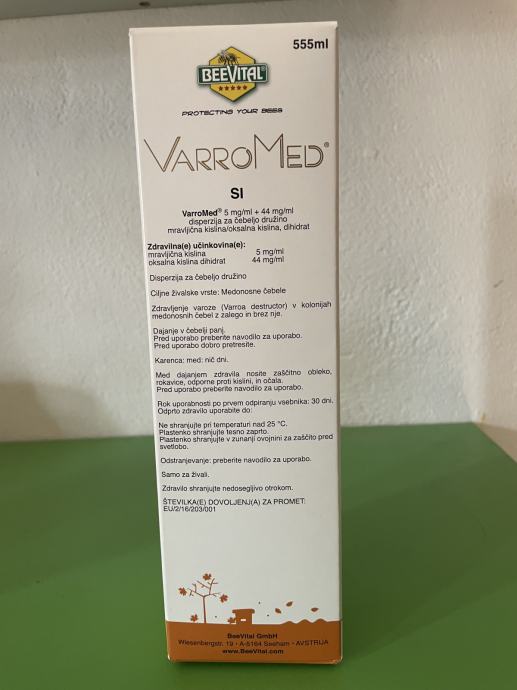 555ml
BEEVITAL®
PROTECTING YOUR BEES
VARROMED®
SI
VarroMed® 5 mg/ml + 44 mg/ml
disperzija za čebeljo družino
mravljična kislina/oksalna kislina, dihidrat
Zdravilna(e) učinkovina(e):
mravljična kislina 5 mg/ml
oksalna kislina dihidrat 44 mg/ml
Disperzija za čebeljo družino
Ciljne živalske vrste: Medonosne čebele
Zdravljenje varoze (Varroa destructor) v kolonijah
medonosnih čebel z zalego in brez nje.
Dajanje v čebelji panj.
Pred uporabo preberite navodilo za uporabo.
Pred uporabo dobro pretresite.
Karenca: med: nič dni.
Med dajanjem zdravila nosite zaščitno obleko,
rokavice, odporne proti kislini, in očala.
Pred uporabo preberite navodilo za uporabo.
Rok uporabnosti po prvem odpiranju vsebnika: 30 dni.
Odprto zdravilo uporabite do:
Ne shranjujte pri temperaturi nad 25 °C.
Plastenko shranjujte tesno zaprto.
Plastenko shranjujte v zunanji ovojnini za zaščito pred
svetlobo.
Odstranjevanje: preberite navodilo za uporabo.
Samo za živali.
Zdravilo shranjujte nedosegljivo otrokom.
ŠTEVILKA(E) DOVOLJENJ(A) ZA PROMET:
EU/2/16/203/001
BeeVital GmbH
Wiesenbergstr. 19 • A-5164 Seeham • AVSTRIJA
www.BeeVital.com